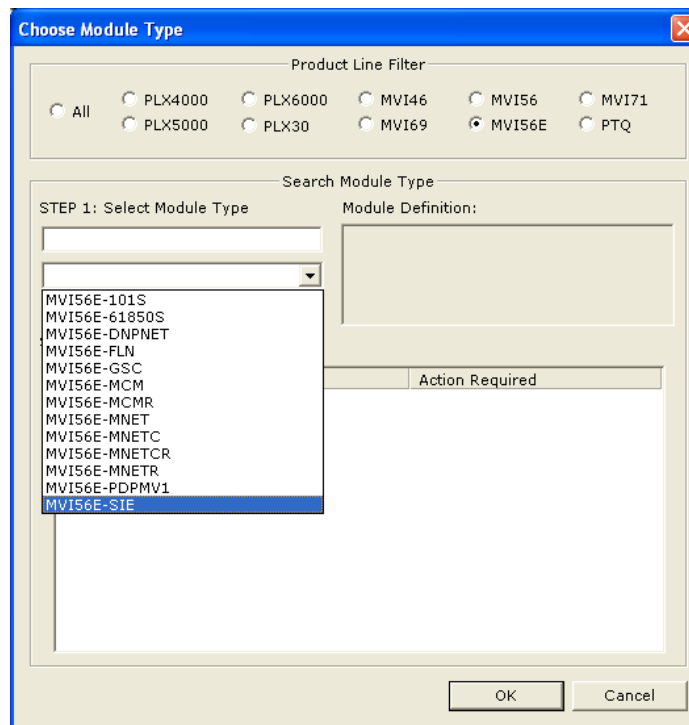 Choose Module Type
Product Line Filter
All PLX4000 PLX6000 MVI46 MVI56 MVI71
PLX5000 PLX30 MVI69 MVI56E PTQ
Search Module Type
STEP 1: Select Module Type Module Definition:
MVI56E-101S
MVI56E-61850S
MVI56E-DNPNET
MVI56E-FLN
MVI56E-GSC
MVI56E-MCM Action Required
MVI56E-MCMR
MVI56E-MNET
MVI56E-MNETC
MVI56E-MNETCR
MVI56E-MNETR
MVI56E-PDPMV1
MVI56E-SIE
OK Cancel